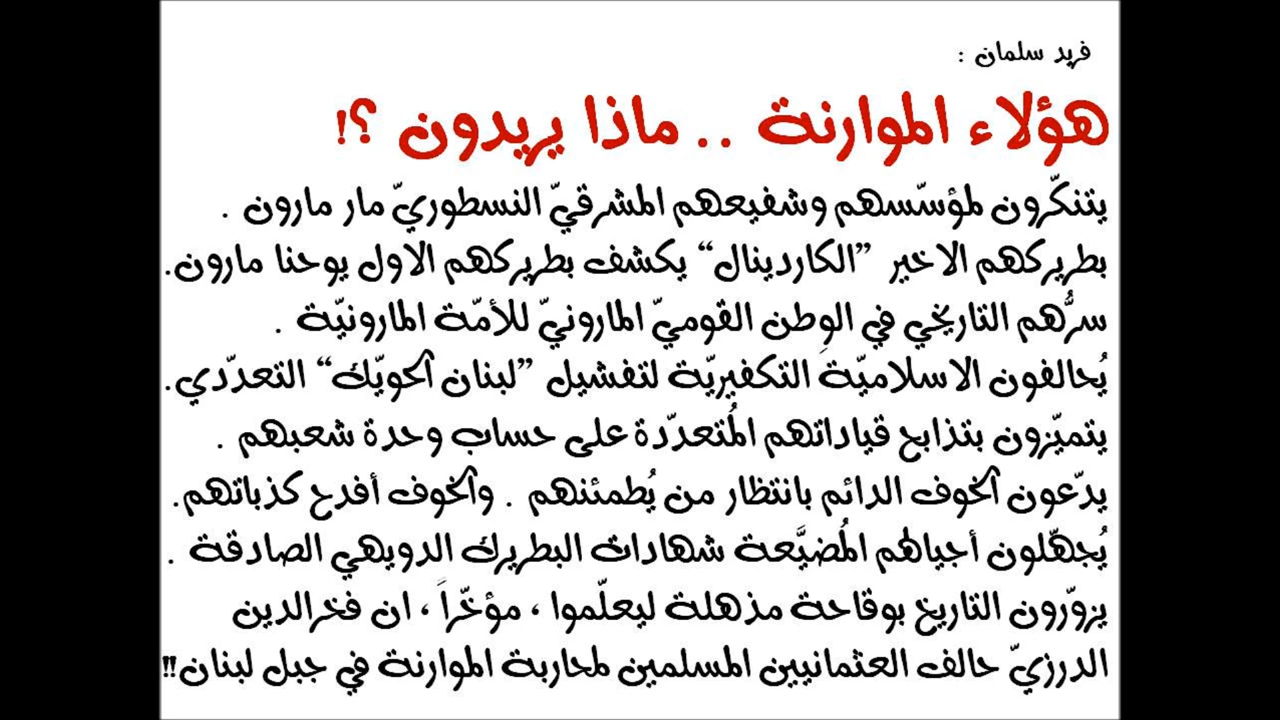 فريد سلمان :
هؤلاء الموارنة .. ماذا يريدون ؟!
يتنكّرون لمؤسّسهم وشفيعهم المشرقيّ النسطوريّ مار مارون .
بطريركهم الاخير "الكاردينال" يكشف بطريركهم الاول يوحنا مارون.
سرُّهم التاريخي في الوطن القوميّ المارونيّ للأمّة المارونيّة .
يُحالفون الاسلاميّةَ التكفيريّة لتفشيل "لبنان الحويّك" التعدّدي.
يتميّزون بتذابح قياداتهم المُتعدّدة على حساب وحدة شعبهم .
يدّعون الخوف الدائم بانتظار من يُطمئنهم . والخوف أفدح كذباتهم.
يُجهّلون أجيالهم المُضيَّعة شهادات البطريرك الدويهي الصادقة .
يزوّرون التاريخ بوقاحة مذهلة ليعلّموا ، مؤخّراً ، ان فخرالدين
الدرزيّ حالف العثمانيين المسلمين لمحاربة الموارنة في جبل لبنان!!!